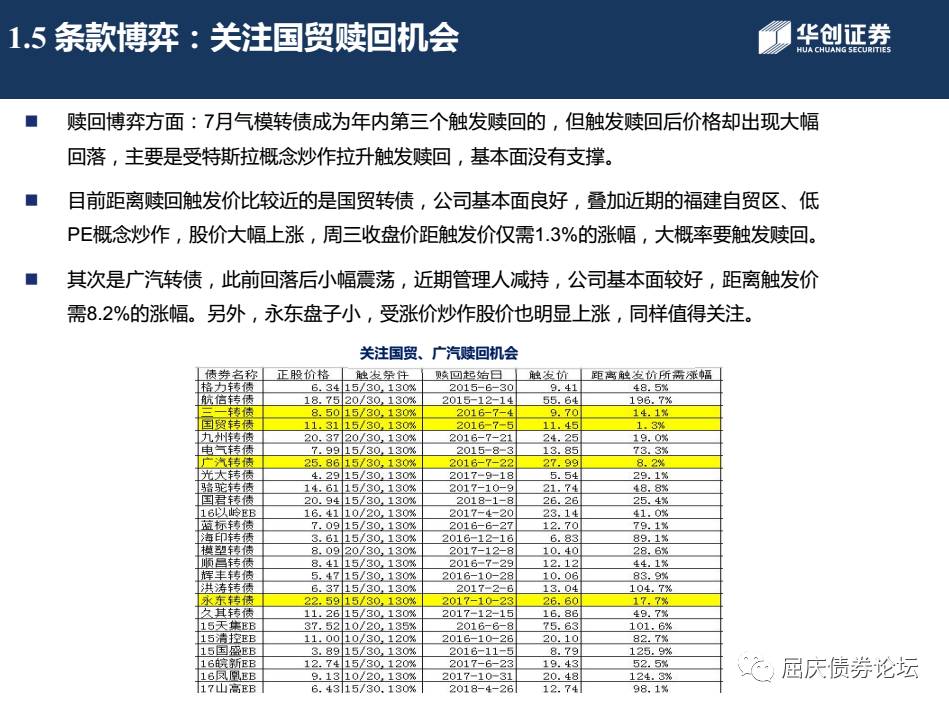 1.5 条款博弈：关注国贸赎回机会
华创证券
HUA CHUANG SECURITIES
赎回博弈方面：7月气模转债成为年内第三个触发赎回的，但触发赎回后价格却出现大幅
回落，主要是受特斯拉概念炒作拉升触发赎回，基本面没有支撑。
目前距离赎回触发价比较近的是国贸转债，公司基本面良好，叠加近期的福建自贸区、低
PE概念炒作，股价大幅上涨，周三收盘价距触发价仅需1.3%的涨幅，大概率要触发赎回。
其次是广汽转债，此前回落后小幅震荡，近期管理人减持，公司基本面较好，距离触发价
需8.2%的涨幅。另外，永东盘子小，受涨价炒作股价也明显上涨，同样值得关注。
关注国贸、广汽赎回机会
债券名称 正股价格 触发条件 赎回起始日 触发价 距离触发价所需涨幅
格力转债 6.34 15/30,130% 2015-6-30 9.41 48.5%
航信转债 18.75 20/30,130% 2015-12-14 55.64 196.7%
三一转债 8.50 15/30,130% 2016-7-4 9.70 14.1%
国贸转债 11.31 15/30,130% 2016-7-5 11.45 1.3%
九州转债 20.37 20/30,130% 2016-7-21 24.25 19.0%
电气转债 7.99 15/30,130% 2015-8-3 13.85 73.3%
广汽转债 25.86 15/30,130% 2016-7-22 27.99 8.2%
光大转债 4.29 15/30,130% 2017-9-18 5.54 29.1%
骆驼转债 14.61 15/30,130% 2017-10-9 21.74 48.8%
国君转债 20.94 15/30,130% 2018-1-8 26.26 25.4%
16以岭EB 16.41 10/20,130% 2017-4-20 23.14 41.0%
蓝标转债 7.09 15/30,130% 2016-6-27 12.70 79.1%
海印转债 3.61 15/30,130% 2016-12-16 6.83 89.1%
模塑转债 8.09 20/30,130% 2017-12-8 10.40 28.6%
顺昌转债 8.41 15/30,130% 2016-7-29 12.12 44.1%
辉丰转债 5.47 15/30,130% 2016-10-28 10.06 83.9%
洪涛转债 6.37 15/30,130% 2017-2-6 13.04 104.7%
永东转债 22.59 15/30,130% 2017-10-23 26.60 17.7%
久其转债 11.26 15/30,130% 2017-12-15 16.86 49.7%
15天集EB 37.52 10/20,135% 2016-6-8 75.63 101.6%
15清控EB 11.00 10/30,120% 2016-10-26 20.10 82.7%
15国盛EB 3.89 15/30,130% 2016-11-5 8.79 125.9%
16皖新EB 12.74 15/30,120% 2017-6-23 19.43 52.5%
16凤凰EB 9.13 10/20,130% 2017-10-31 20.48 124.3%
17山高EB 6.43 15/30,130% 2018-4-26 12.74 98.1%
屈庆债券论坛